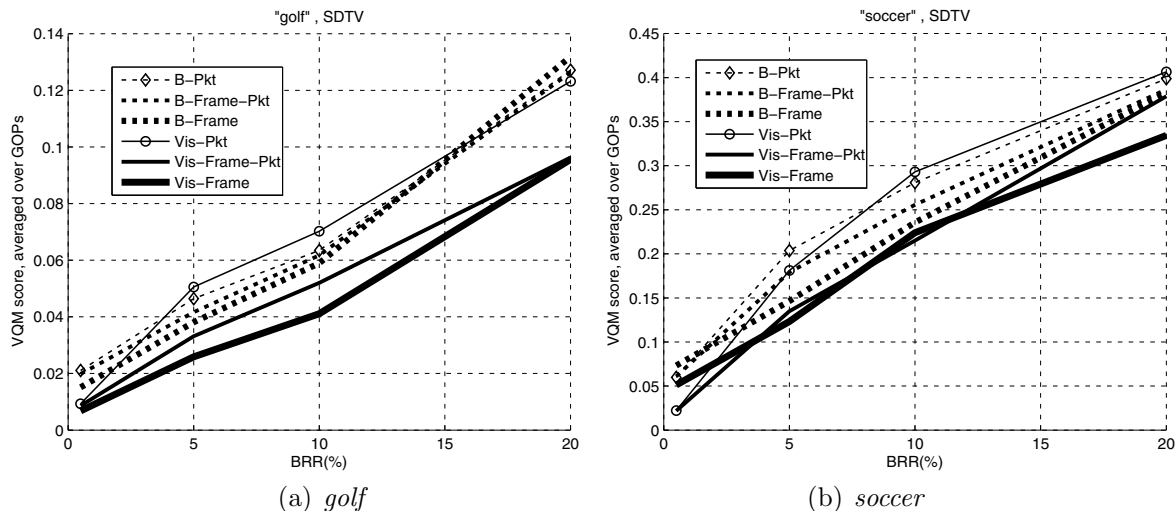 "golf" , SDTV
0.14
0.12
0.1
0.08
0.06
0.04
0.02
0
VQM score, averaged over GOPs
B−Pkt
B−Frame−Pkt
B−Frame
Vis−Pkt
Vis−Frame−Pkt
Vis−Frame
0 5 10 15 20
BRR(%)
(a) golf
"soccer" , SDTV
0.45
0.4
0.35
0.3
0.25
0.2
0.15
0.1
0.05
0
VQM score, averaged over GOPs
B−Pkt
B−Frame−Pkt
B−Frame
Vis−Pkt
Vis−Frame−Pkt
Vis−Frame
0 5 10 15 20
BRR(%)
(b) soccer